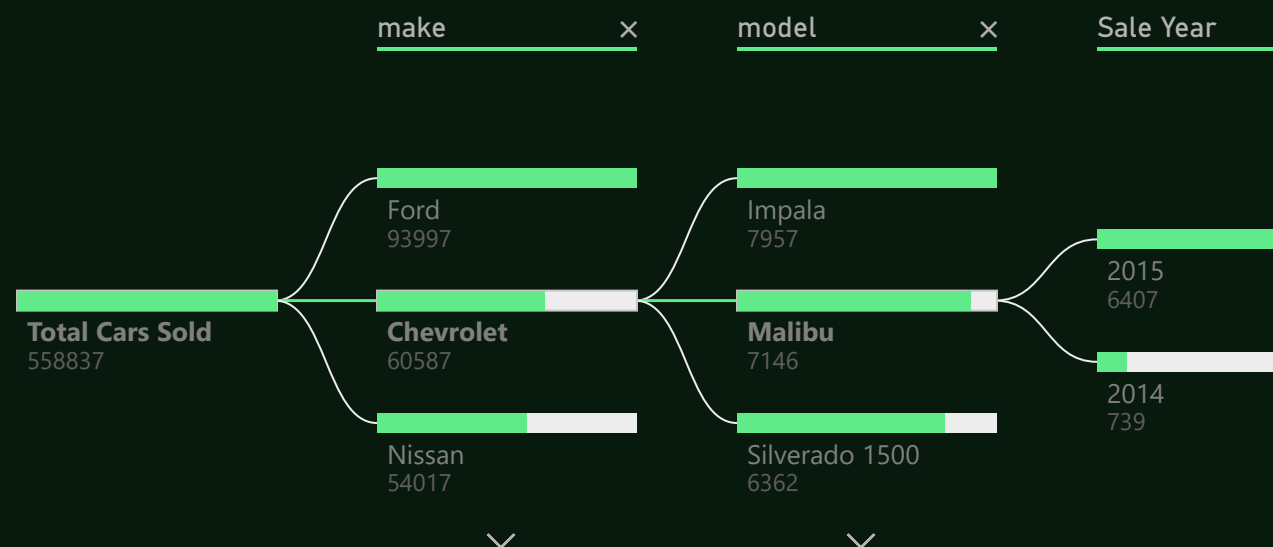 make
model
Sale Year
Ford
93997
Impala
7957
2015
6407
Total Cars Sold
558837
Chevrolet
60587
Malibu
7146
2014
739
Nissan
54017
Silverado 1500
6362